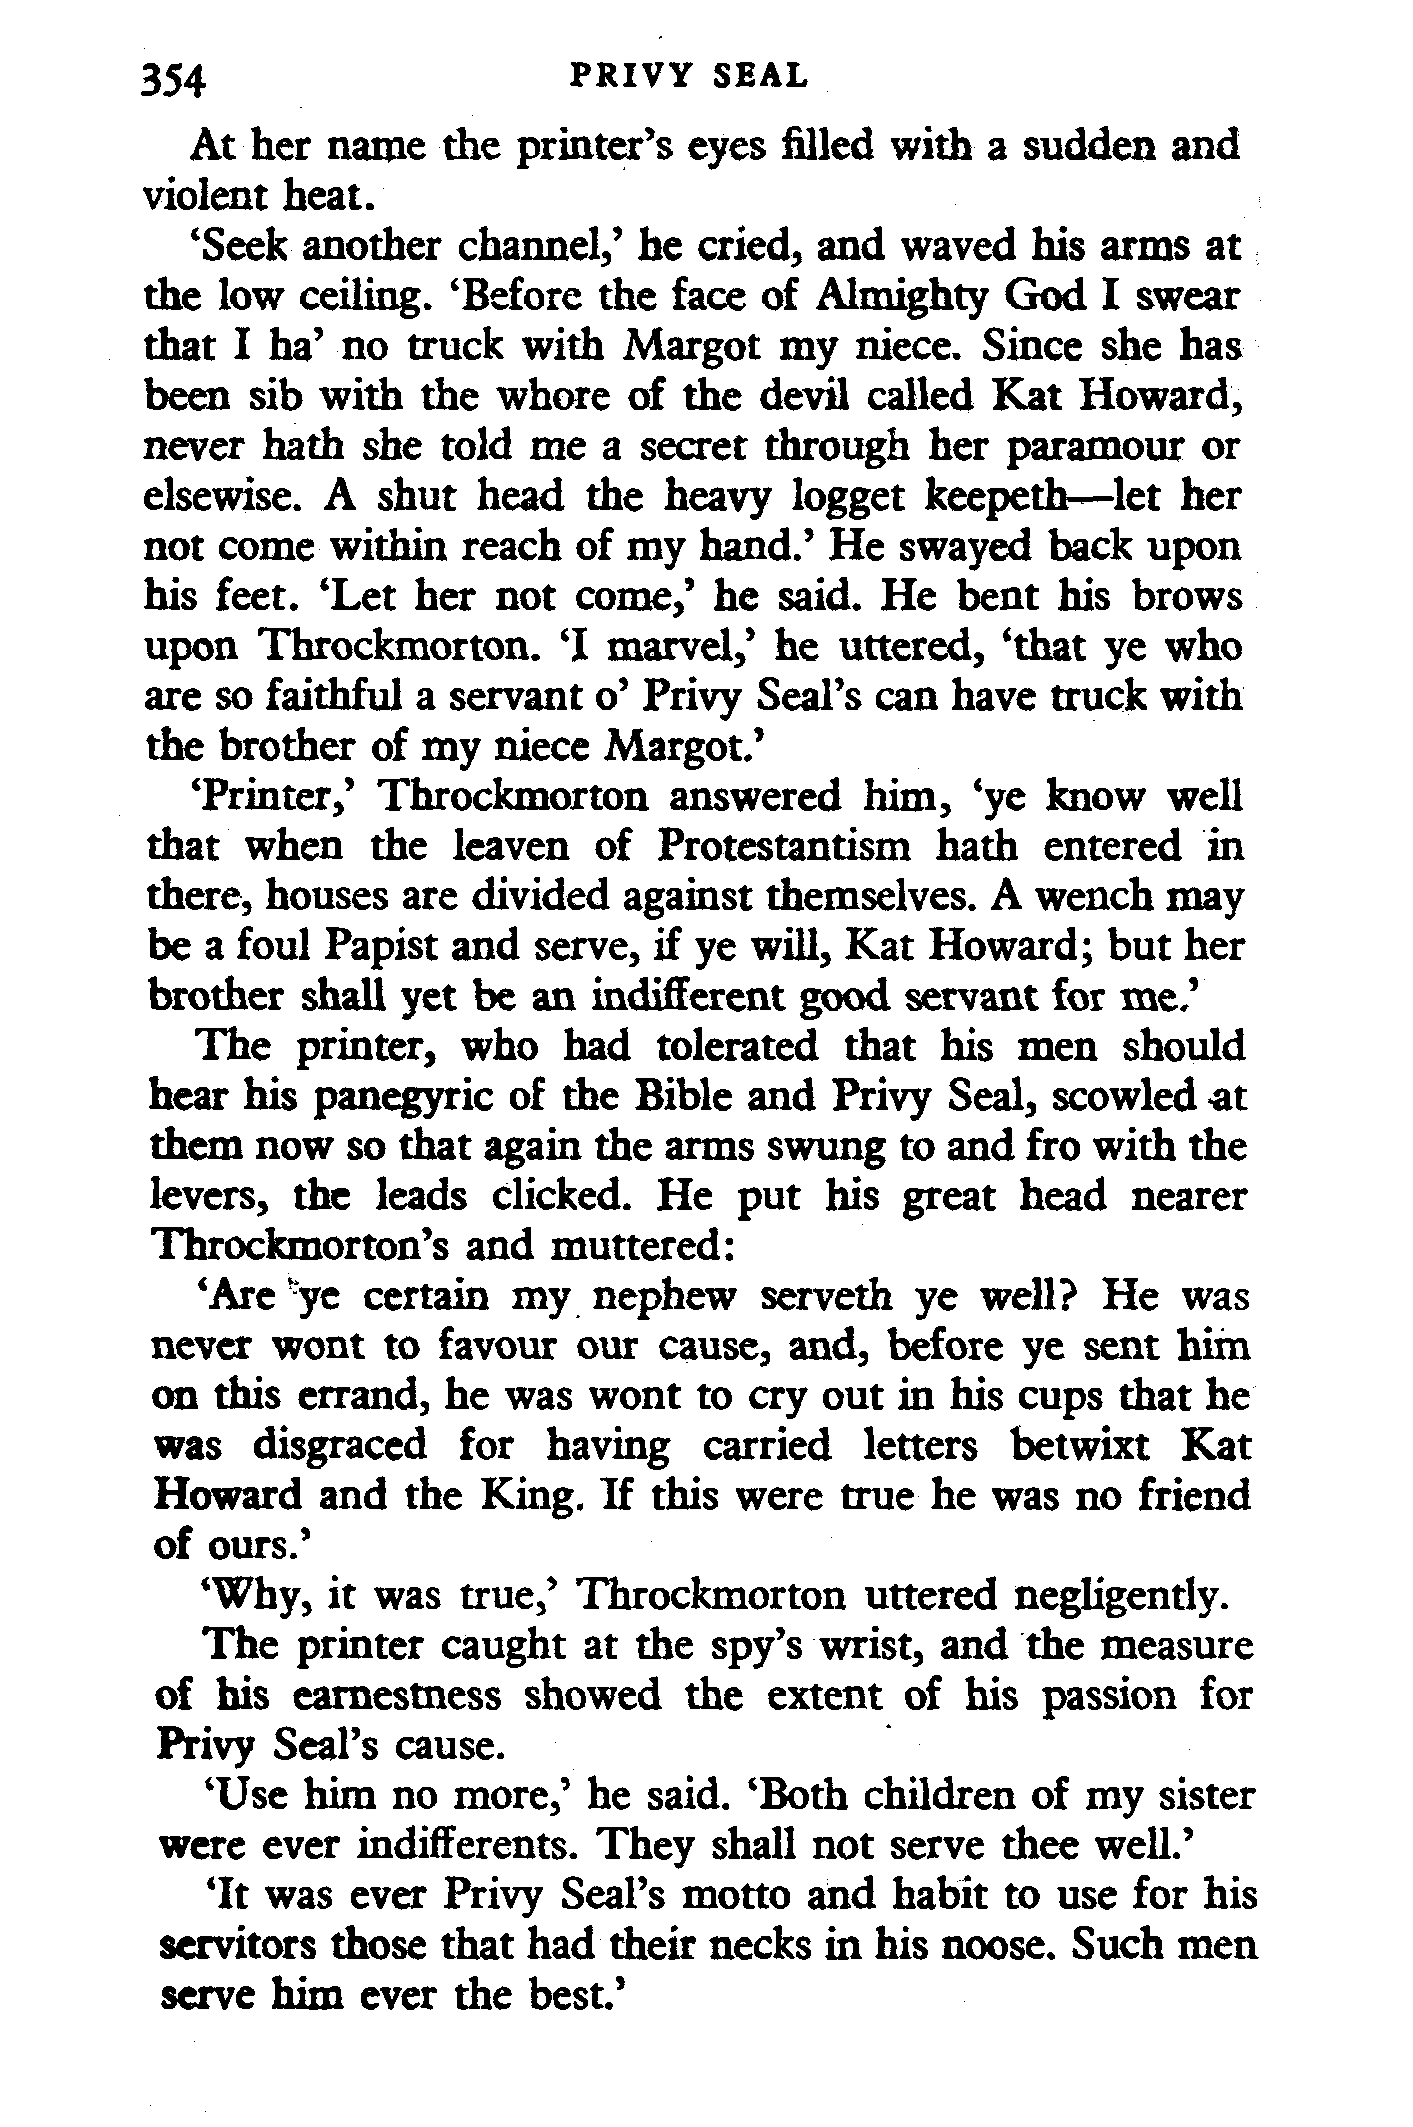 354 PRIVY SEAL
At her name the printer's eyes filled with a sudden and
violent heat.
‘Seek another channel,’ he cried, and waved his arms at
the low ceiling. ‘Before the face of Almighty God I swear
that I ha’ no truck with Margot my niece. Since she has
been sib with the whore of the devil called Kat Howard,
never hath she told me a secret through her paramour or
elsewise. A shut head the heavy logget keepeth—let her
not come within reach of my hand.’ He swayed back upon
his feet. ‘Let her not come,’ he said. He bent his brows
upon Throckmorton. ‘I marvel,’ he uttered, ‘that ye who
are so faithful a servant o’ Privy Seal’s can have truck with
the brother of my niece Margot.’
‘Printer,’ Throckmorton answered him, ‘ye know well
that when the leaven of Protestantism hath entered in
there, houses are divided against themselves. A wench may
be a foul Papist and serve, if ye will, Kat Howard; but her
brother shall yet be an indifferent good servant for me.’
The printer, who had tolerated that his men should
hear his panegyric of the Bible and Privy Seal, scowled at
them now so that again the arms swung to and fro with the
levers, the leads clicked. He put his great head nearer
Throckmorton’s and muttered:
‘Are ye certain my nephew serveth ye well? He was
never wont to favour our cause, and, before ye sent him
on this errand, he was wont to cry out in his cups that he
was disgraced for having carried letters betwixt Kat
Howard and the King. If this were true he was no friend
of ours.’
‘Why, it was true,’ Throckmorton uttered negligently.
The printer caught at the spy’s wrist, and the measure
of his earnestness showed the extent of his passion for
Privy Seal’s cause.
‘Use him no more,’ he said. ‘Both children of my sister
were ever indifferents. They shall not serve thee well.’
‘It was ever Privy Seal’s motto and habit to use for his
servitors those that had their necks in his noose. Such men
serve him ever the best.’